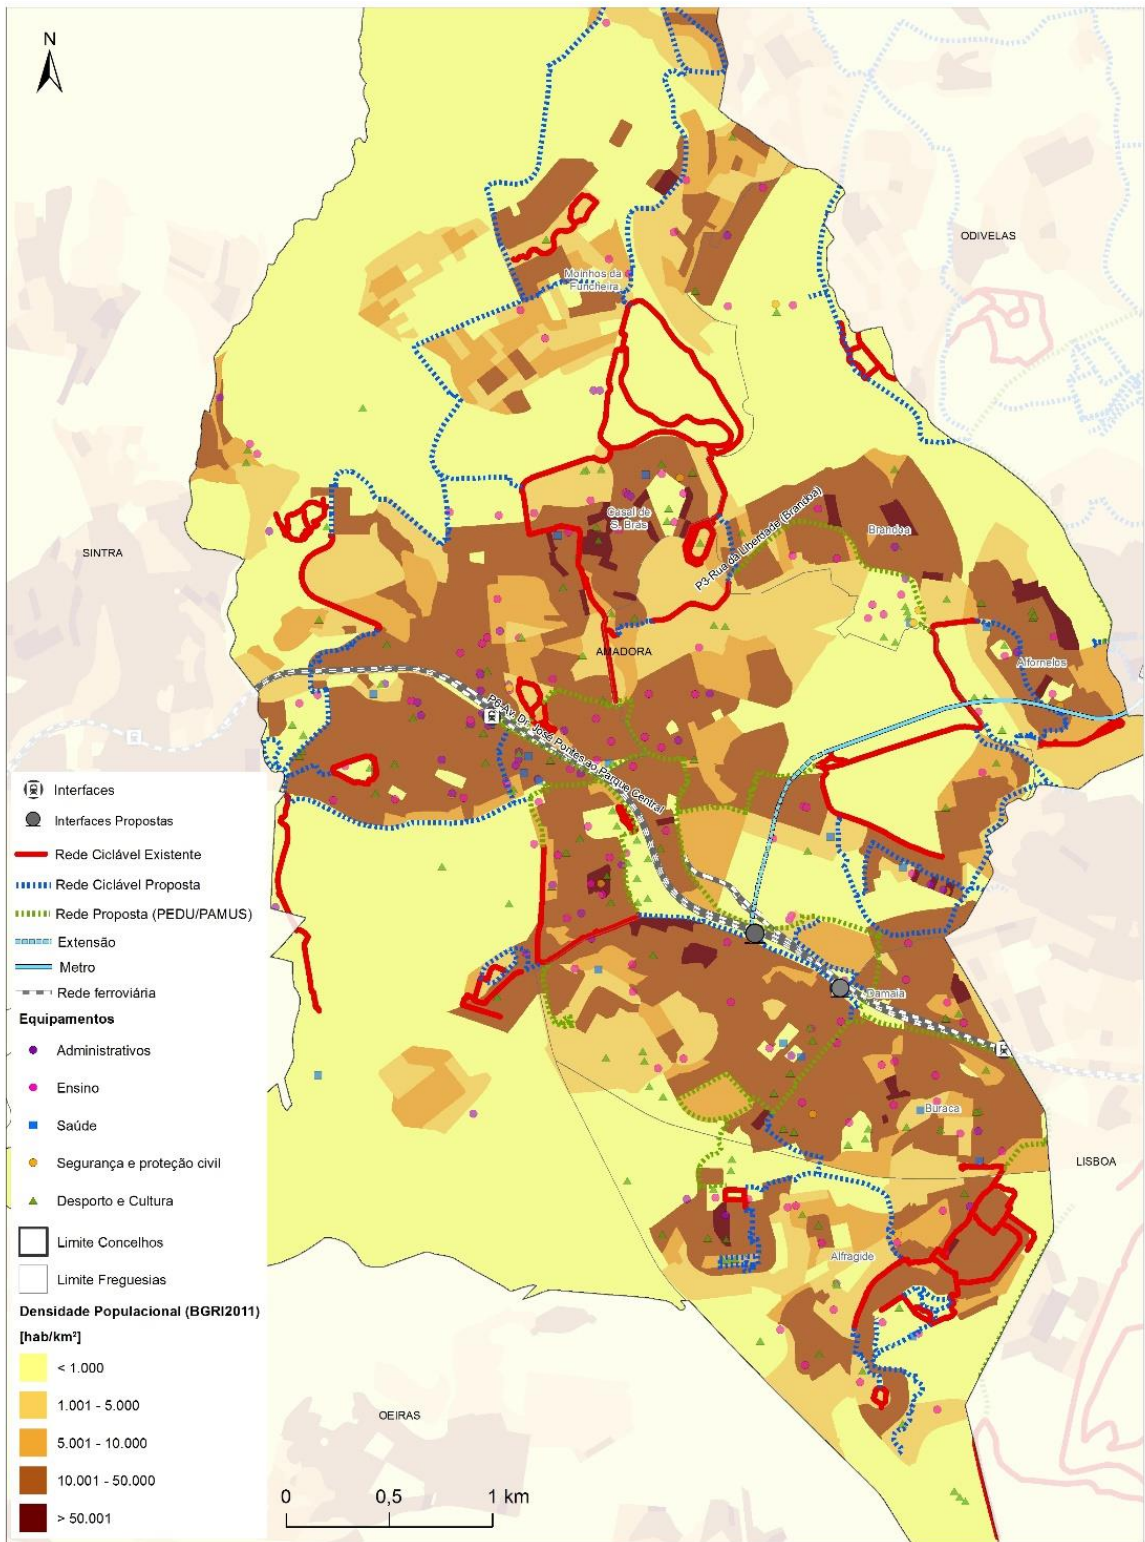 N
ODIVELAS
Moinhos da
Funcheira
Casal de
S. Bras
P3-Rua da Liberdade (Brandoa)
Brandoa
SINTRA
AMADORA
Alfornelos
P6-Av. Dr. José Pontes ao Parque Central
Damaia
Buraca
LISBOA
Alfragide
OEIRAS
Interfaces
Interfaces Propostas
Rede Ciclável Existente
Rede Ciclável Proposta
Rede Proposta (PEDU/PAMUS)
Extensão
Metro
Rede ferroviária
Equipamentos
Administrativos
Ensino
Saúde
Segurança e proteção civil
Desporto e Cultura
Limite Concelhos
Limite Freguesias
Densidade Populacional (BGRI2011)
[hab/km²]
< 1.000
1.001 - 5.000
5.001 - 10.000
10.001 - 50.000
> 50.001
0 0,5 1 km